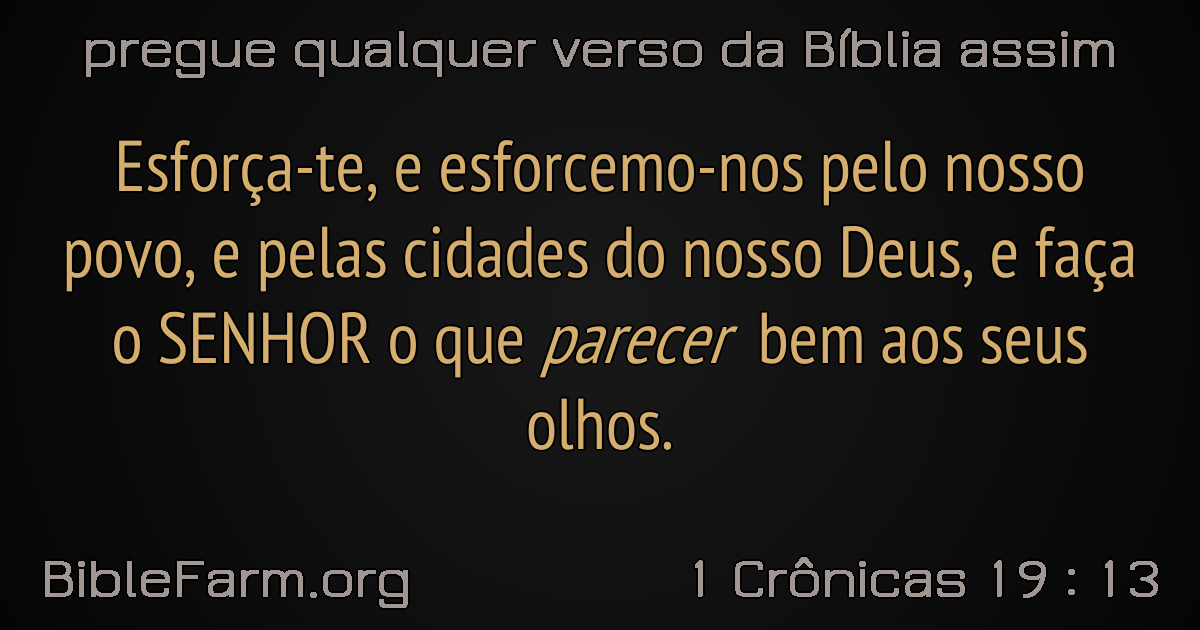 pregue qualquer verso da Bíblia assim
Esforça-te, e esforcemo-nos pelo nosso
povo, e pelas cidades do nosso Deus, e faça
o SENHOR o que parecer bem aos seus
olhos.
BibleFarm.org
1 Crônicas 19 : 13